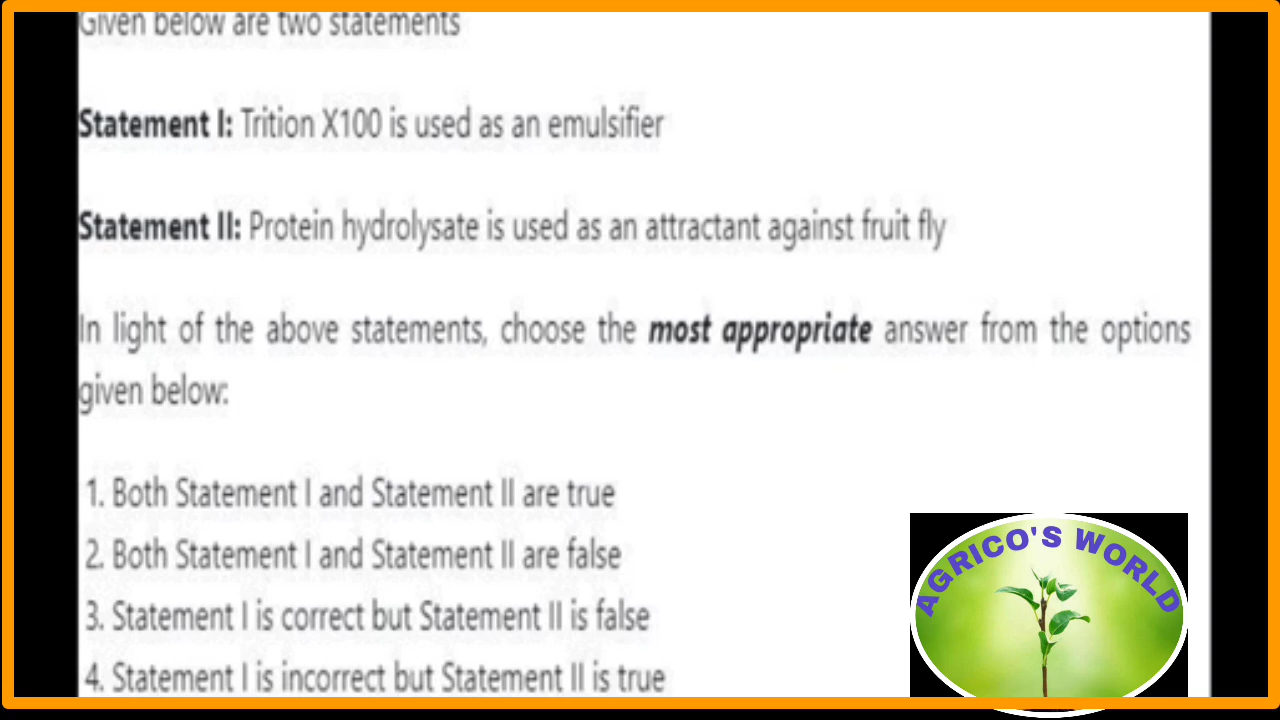 Given below are two statements
Statement I: Trition X100 is used as an emulsifier
Statement II: Protein hydrolysate is used as an attractant against fruit fly
In light of the above statements, choose the most appropriate answer from the options
given below:
1. Both Statement I and Statement II are true
2. Both Statement I and Statement II are false
3. Statement I is correct but Statement II is false
4. Statement I is incorrect but Statement II is true
AGRICO'S WORLD